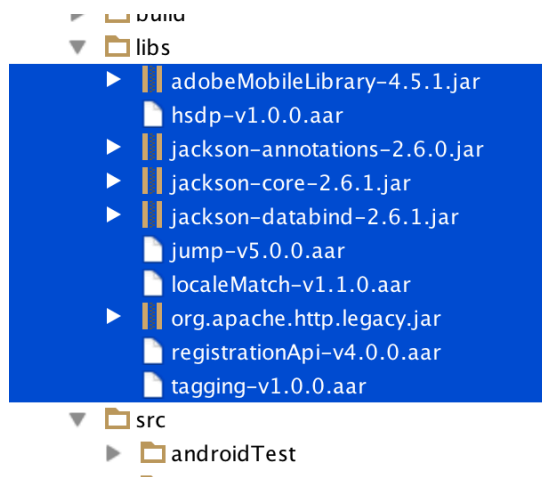 build
libs
adobeMobileLibrary-4.5.1.jar
hsdp-v1.0.0.aar
jackson-annotations-2.6.0.jar
jackson-core-2.6.1.jar
jackson-databind-2.6.1.jar
jump-v5.0.0.aar
localeMatch-v1.1.0.aar
org.apache.http.legacy.jar
registrationApi-v4.0.0.aar
tagging-v1.0.0.aar
src
androidTest